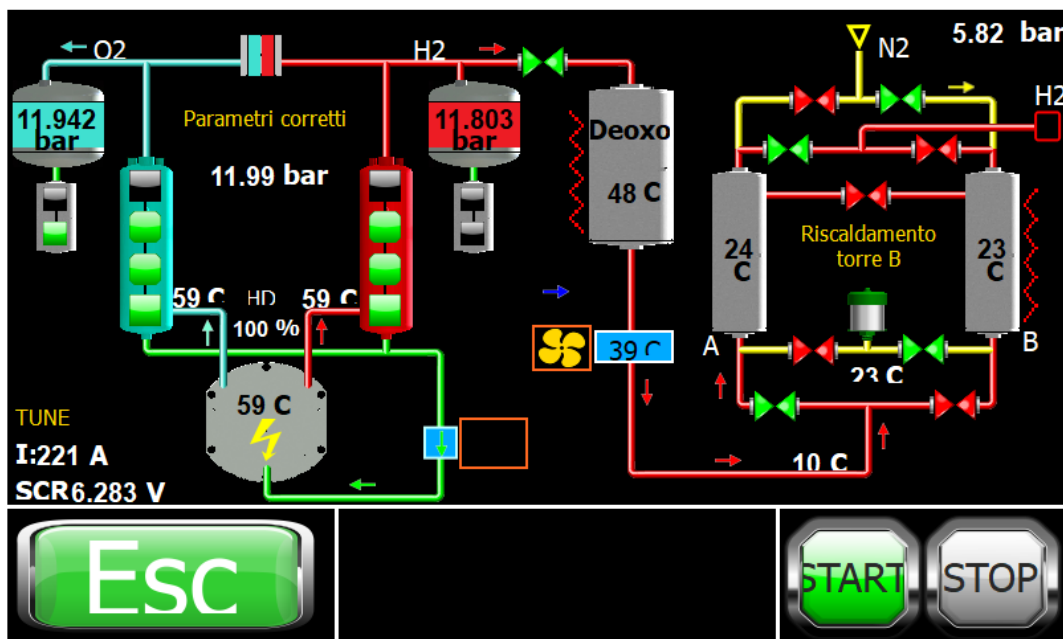 O2
H2
N2
5.82 bar
H2
11.942
bar
Parametri corretti
11.803
bar
11.99 bar
Deoxo
48 C
24
C
Riscaldamento
torre B
23
C
59 C
HD
59 C
100 %
39 C
A
B
23 C
59 C
TUNE
I:221 A
SCR6.283 V
10 C
Esc
START
STOP